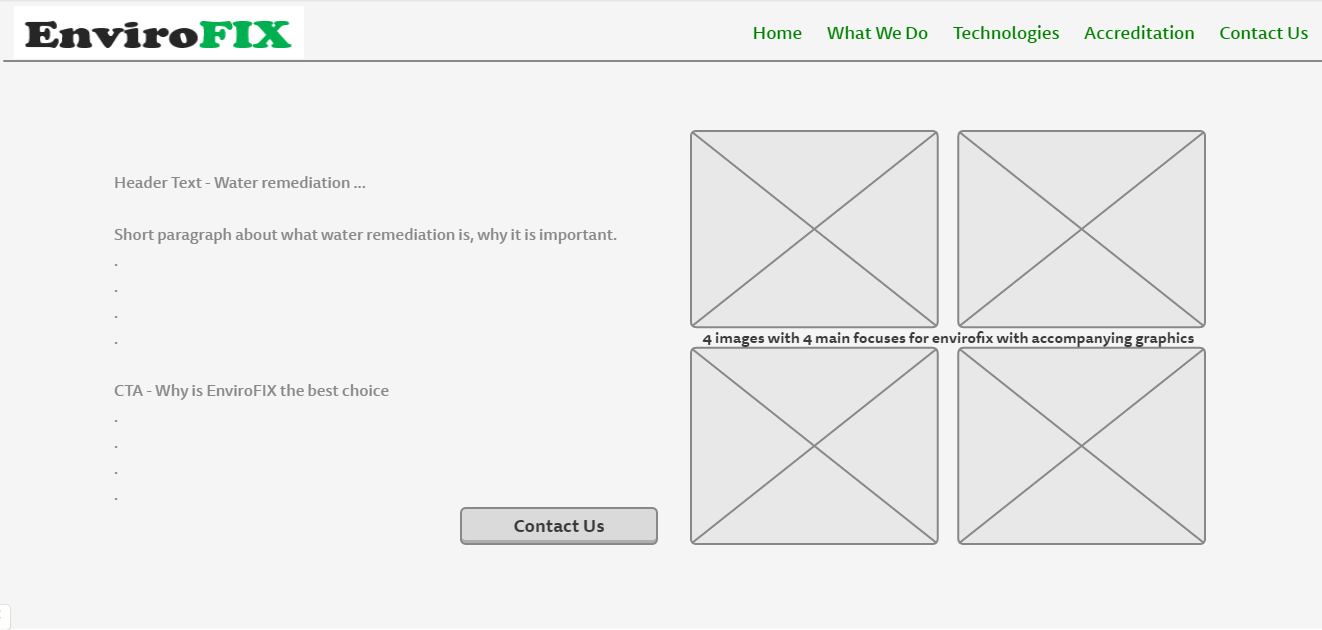 EnviroFIX
Home What We Do Technologies Accreditation Contact Us
Header Text - Water remediation ...
Short paragraph about what water remediation is, why it is important.
.
.
.
.
CTA - Why is EnviroFIX the best choice
.
.
.
.
Contact Us
4 images with 4 main focuses for envirofix with accompanying graphics